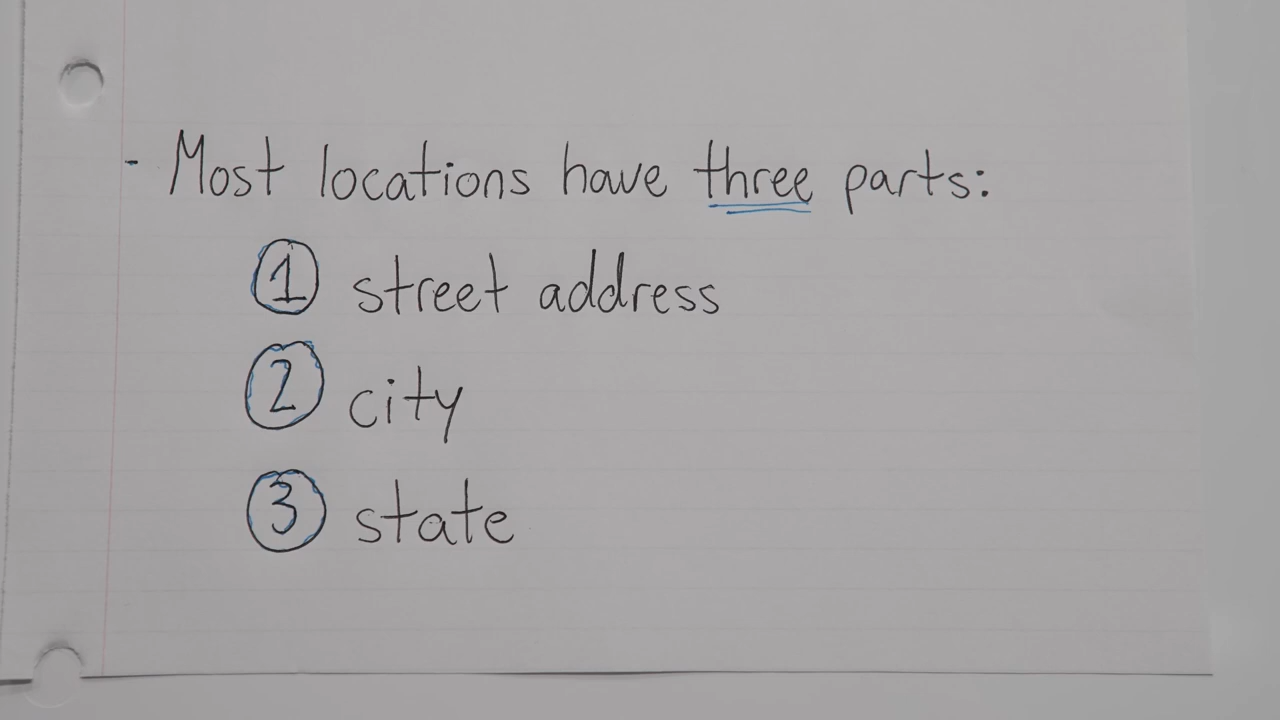 - Most locations have three parts:
1 street address
2 city
3 state